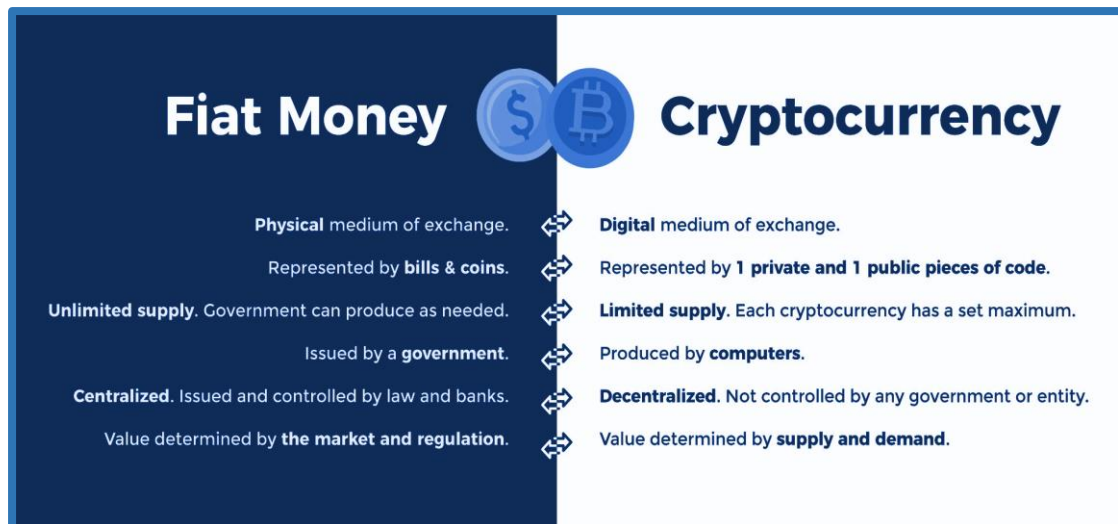 Fiat Money
Cryptocurrency
Physical medium of exchange.
Digital medium of exchange.
Represented by bills & coins.
Represented by 1 private and 1 public pieces of code.
Unlimited supply. Government can produce as needed.
Limited supply. Each cryptocurrency has a set maximum.
Issued by a government.
Produced by computers.
Centralized. Issued and controlled by law and banks.
Decentralized. Not controlled by any government or entity.
Value determined by the market and regulation.
Value determined by supply and demand.